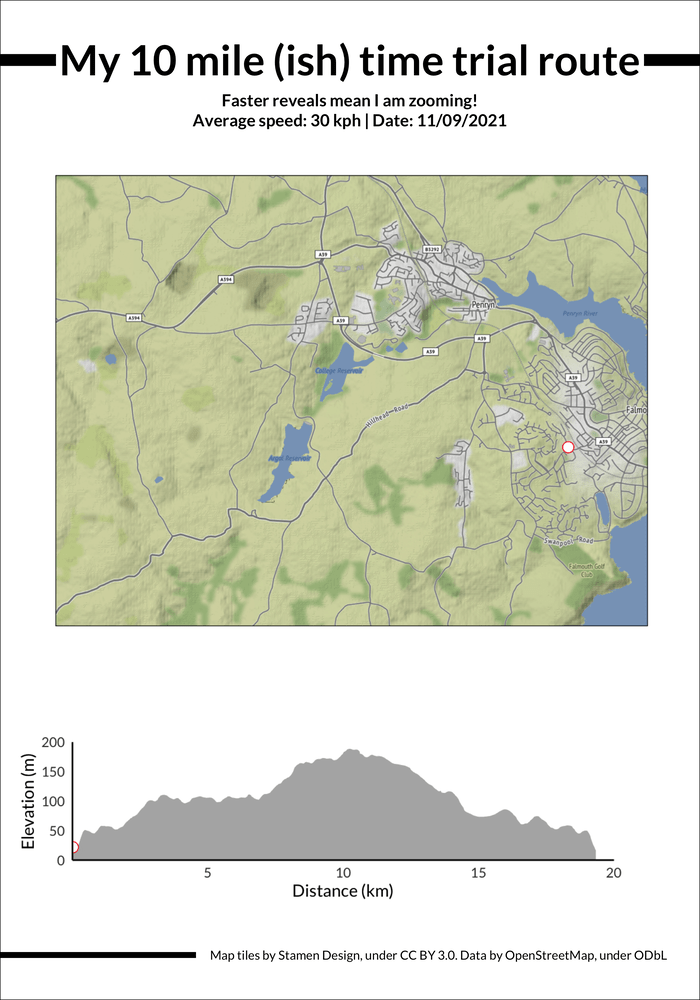 My 10 mile (ish) time trial route
Faster reveals mean I am zooming!
Average speed: 30 kph | Date: 11/09/2021
B3292
A39
A394
Penryn
Penryn River
A394
A39
A39
A39
College Reservoir
A39
Hillhead Road
Falmo
A39
Argal Reservoir
Swanpool Road
Falmouth Golf
Club
Elevation (m)
200
150
100
50
0
5
10
15
20
Distance (km)
Map tiles by Stamen Design, under CC BY 3.0. Data by OpenStreetMap, under ODbL